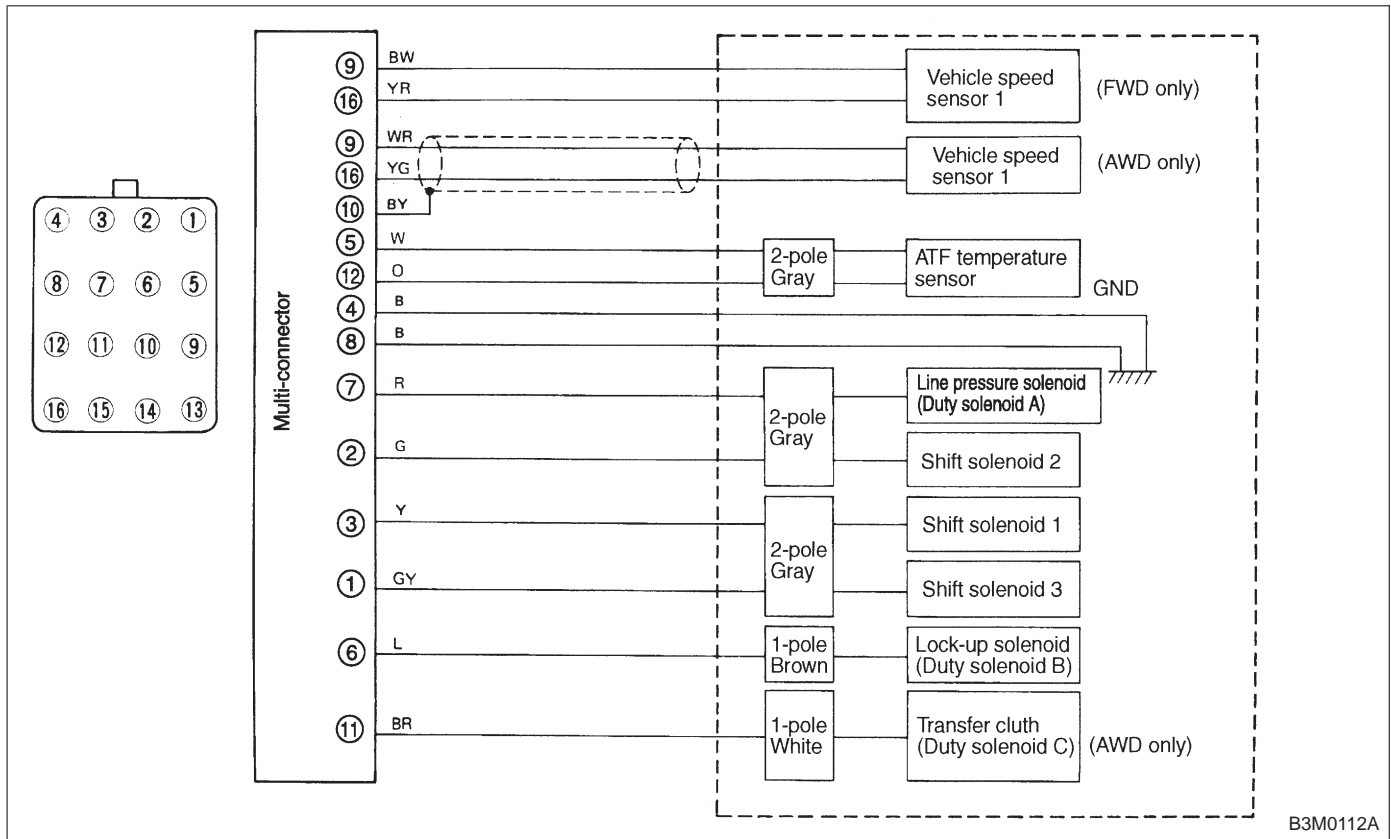 ④ ③ ② ①
⑧ ⑦ ⑥ ⑤
⑫ ⑪ ⑩ ⑨
⑯ ⑮ ⑭ ⑬
Multi-connector
⑨ BW
Vehicle speed
sensor 1
(FWD only)
⑯ YR
⑨ WR
Vehicle speed
sensor 1
(AWD only)
⑯ YG
⑩ BY
⑤ W
2-pole
Gray
ATF temperature
sensor
⑫ O
GND
④ B
⑧ B
⑦ R
2-pole
Gray
Line pressure solenoid
(Duty solenoid A)
② G
Shift solenoid 2
③ Y
2-pole
Gray
Shift solenoid 1
① GY
Shift solenoid 3
⑥ L
1-pole
Brown
Lock-up solenoid
(Duty solenoid B)
⑪ BR
1-pole
White
Transfer cluth
(Duty solenoid C)
(AWD only)
B3M0112A